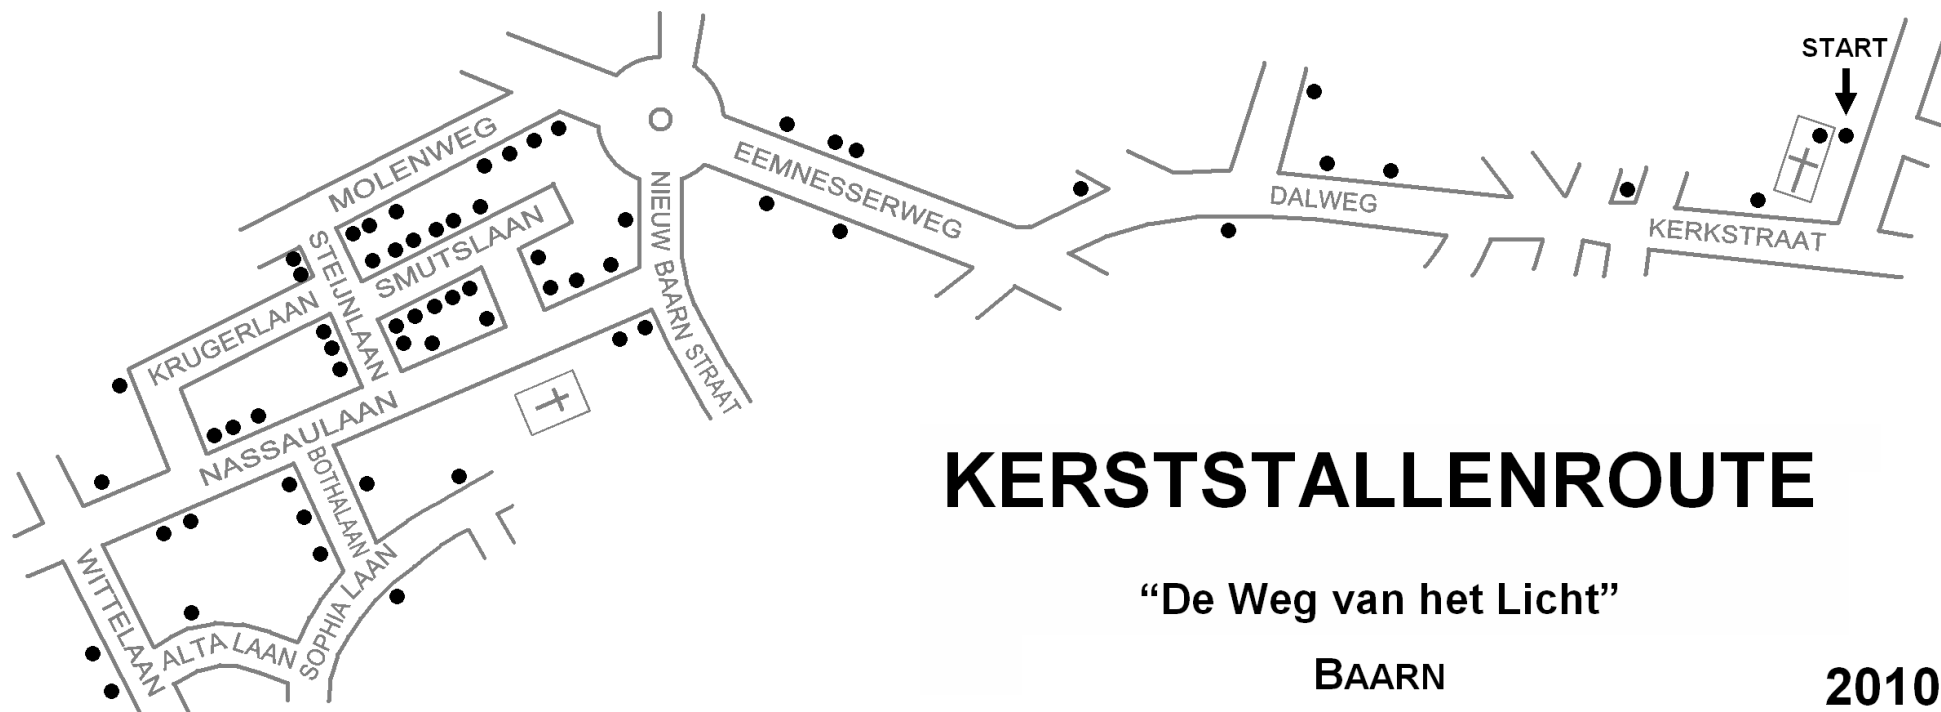 START
MOLENWEG
EEMNESSERWEG
DALWEG
KERKSTRAAT
NIEUW BAARN STRAAT
STEIJNLAAN
SMUTSLAAN
KRUGERLAAN
NASSAULAAN
BOTHALAAN
SOPHIA LAAN
WITTELAAN
ALTA LAAN
KERSTSTALLENROUTE
“De Weg van het Licht”
BAARN
2010